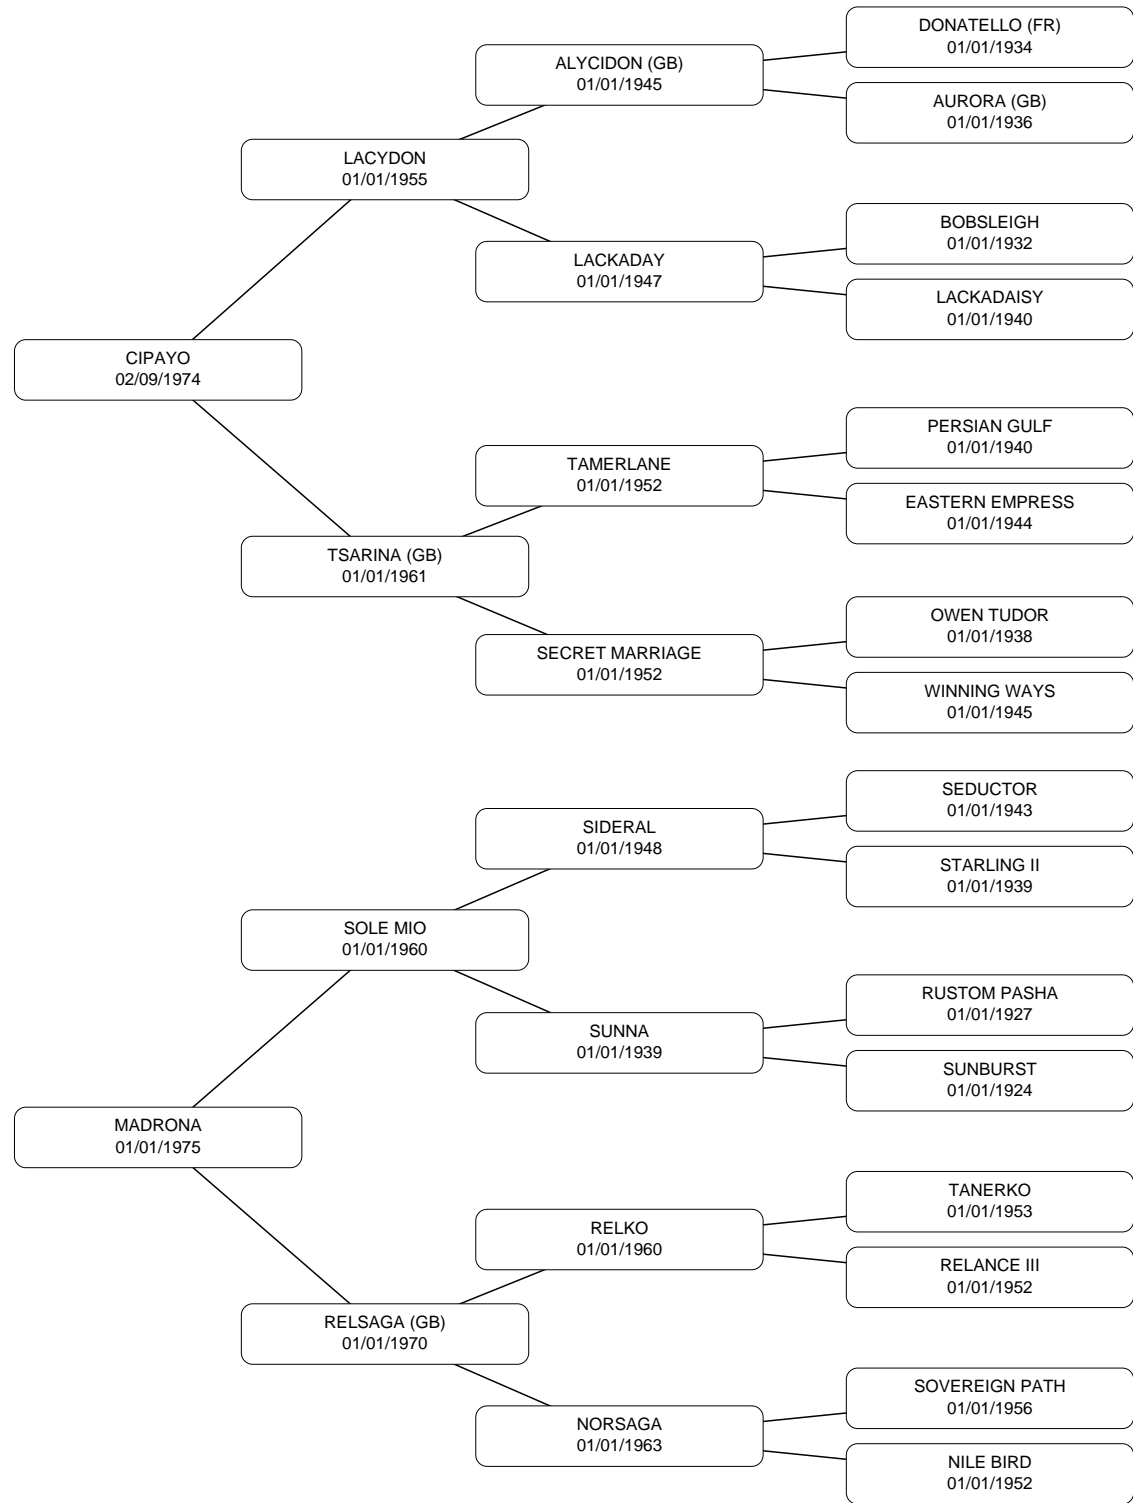 DONATELLO (FR)
01/01/1934
ALYCIDON (GB)
01/01/1945
AURORA (GB)
01/01/1936
LACYDON
01/01/1955
BOBSLEIGH
01/01/1932
LACKADAY
01/01/1947
LACKADAISY
01/01/1940
CIPAYO
02/09/1974
PERSIAN GULF
01/01/1940
TAMERLANE
01/01/1952
EASTERN EMPRESS
01/01/1944
TSARINA (GB)
01/01/1961
OWEN TUDOR
01/01/1938
SECRET MARRIAGE
01/01/1952
WINNING WAYS
01/01/1945
SEDUCTOR
01/01/1943
SIDERAL
01/01/1948
STARLING II
01/01/1939
SOLE MIO
01/01/1960
RUSTOM PASHA
01/01/1927
SUNNA
01/01/1939
SUNBURST
01/01/1924
MADRONA
01/01/1975
TANERKO
01/01/1953
RELKO
01/01/1960
RELANCE III
01/01/1952
RELSAGA (GB)
01/01/1970
SOVEREIGN PATH
01/01/1956
NORSAGA
01/01/1963
NILE BIRD
01/01/1952